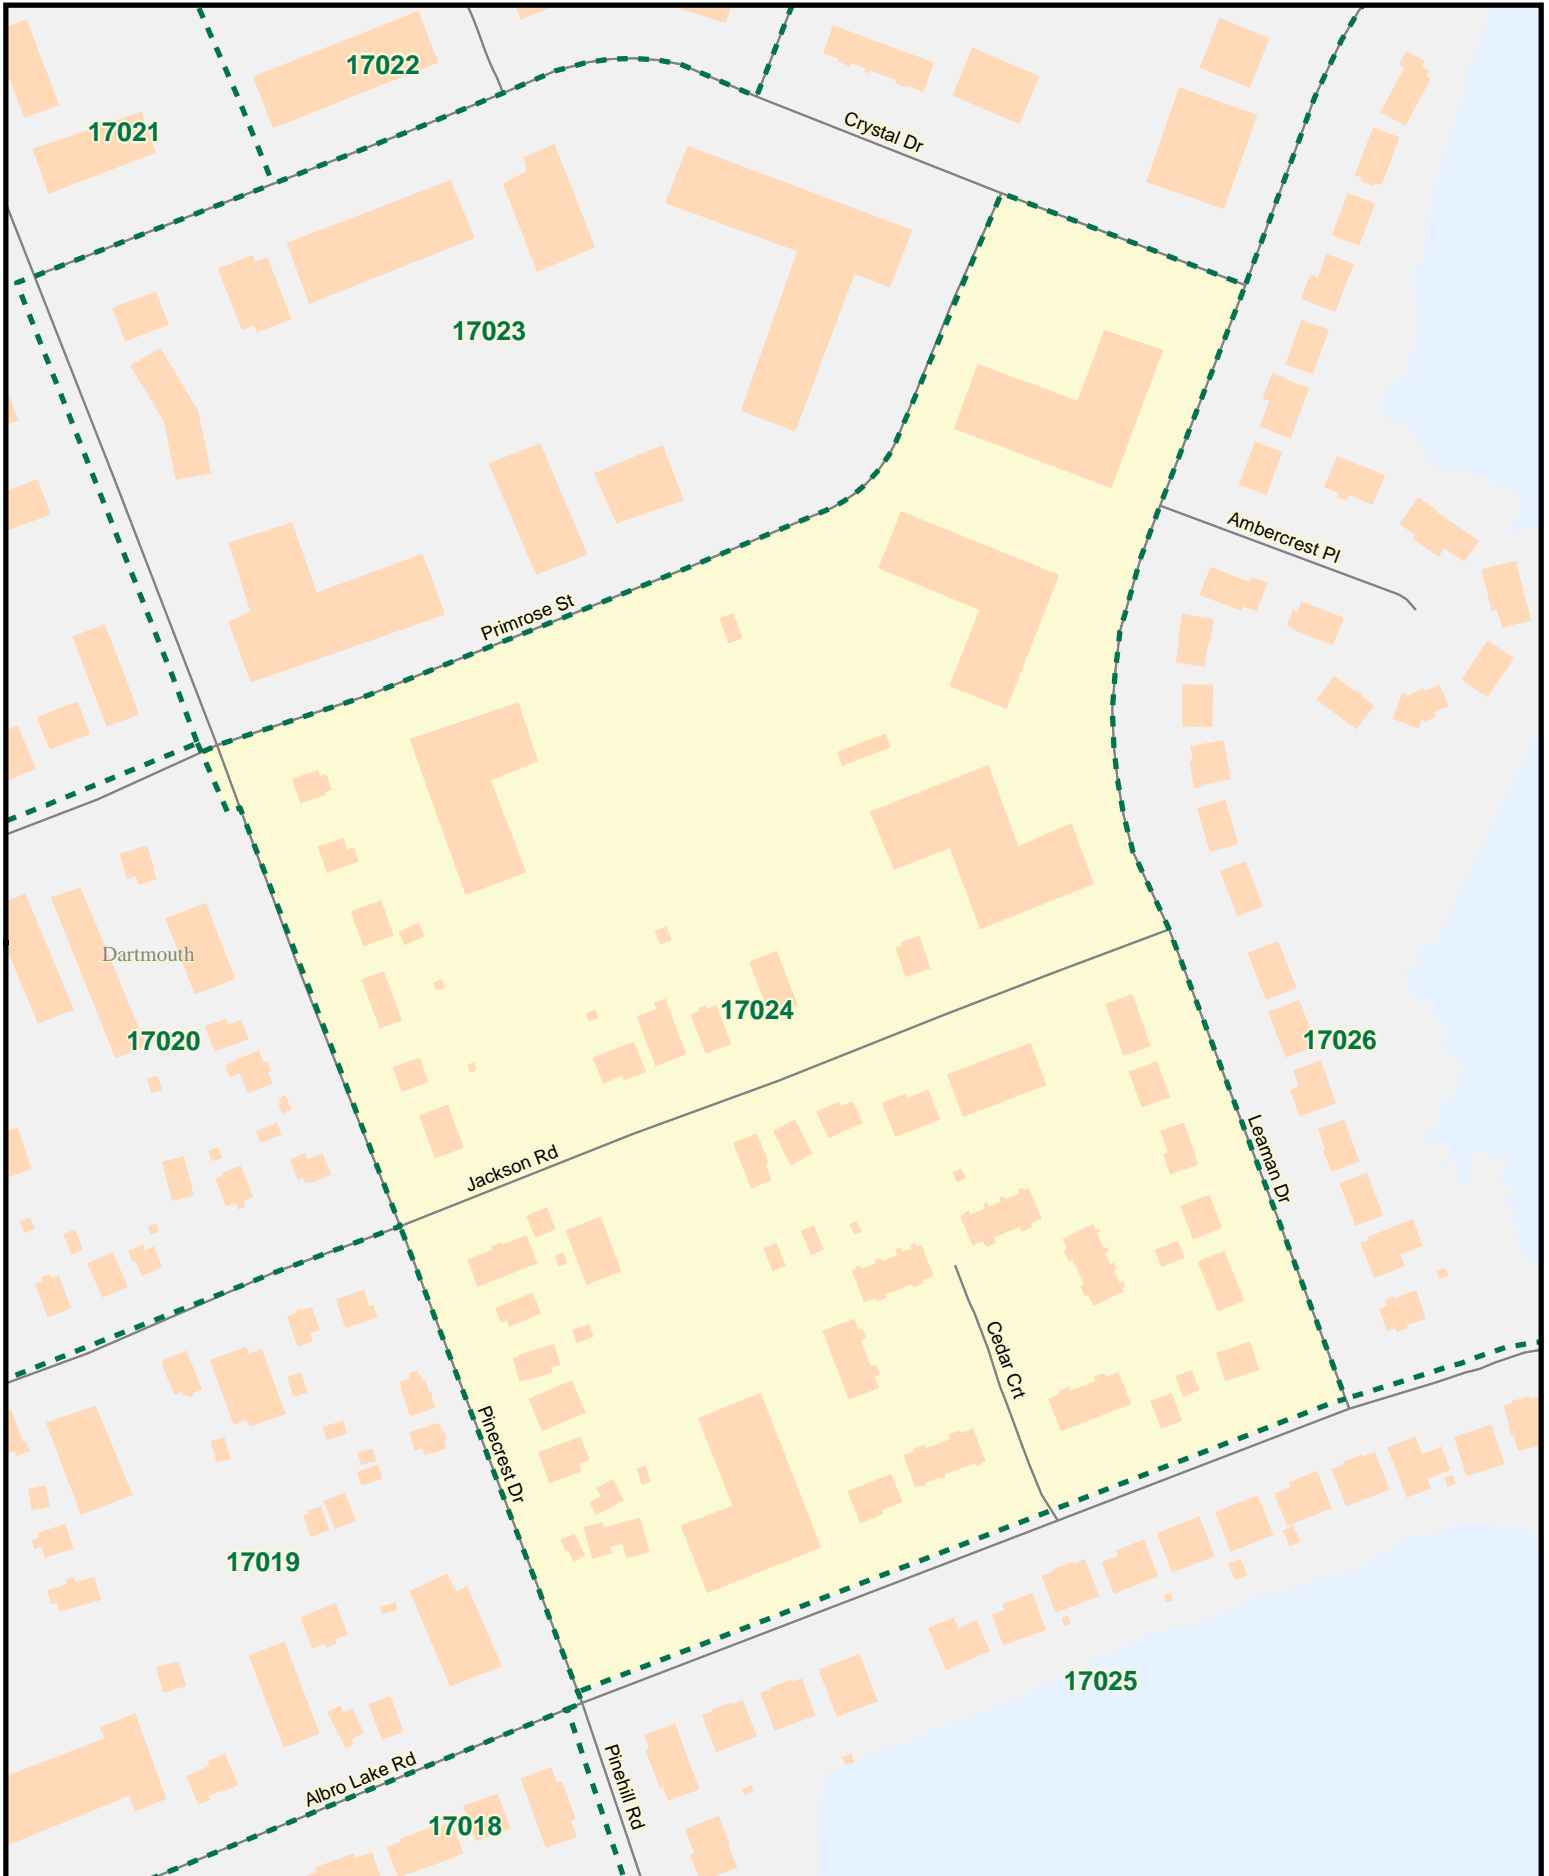 17022
17021
Crystal Dr
17023
Ambercrest Pl
Primrose St
Dartmouth
17024
17020
17026
Leaman Dr
Jackson Rd
Cedar Crt
Pinecrest Dr
17019
17025
Albro Lake Rd
Pinehill Rd
17018